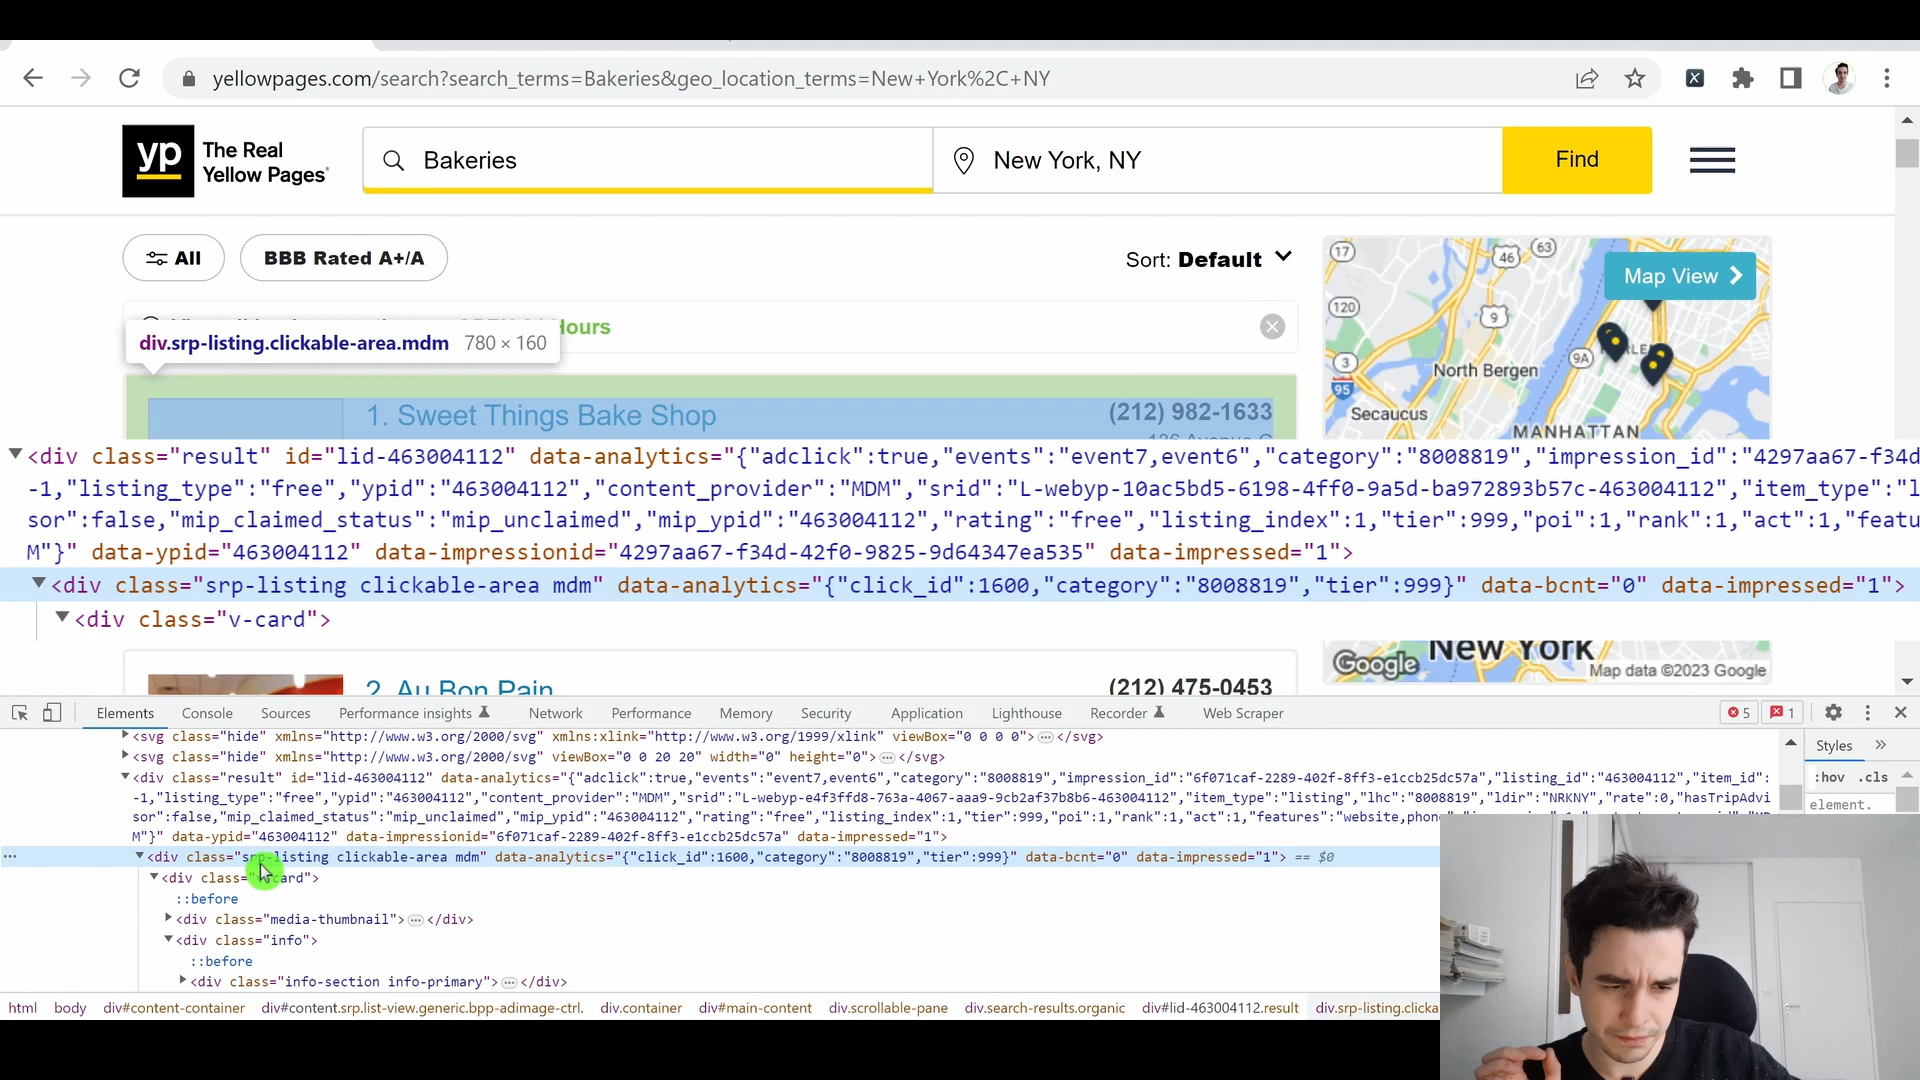 yellowpages.com/search?search_terms=Bakeries&geo_location_terms=New+York%2C+NY
yp
The Real
Yellow Pages
Bakeries
New York, NY
Find
All
BBB Rated A+/A
Sort: Default
Hours
div.srp-listing.clickable-area.mdm 780 × 160
1. Sweet Things Bake Shop
(212) 982-1633
17
46
63
120
9
9A
3
95
Map View
North Bergen
Secaucus
MANHATTAN
<div class="result" id="lid-463004112" data-analytics="{"adclick":true,"events":"event7,event6","category":"8008819","impression_id":"4297aa67-f34d
-1,"listing_type":"free","ypid":"463004112","content_provider":"MDM","srid":"L-webyp-10ac5bd5-6198-4ff0-9a5d-ba972893b57c-463004112","item_type":"l
sor":false,"mip_claimed_status":"mip_unclaimed","mip_ypid":"463004112","rating":"free","listing_index":1,"tier":999,"poi":1,"rank":1,"act":1,"featu
M"}" data-ypid="463004112" data-impressionid="4297aa67-f34d-42f0-9825-9d64347ea535" data-impressed="1">
<div class="srp-listing clickable-area mdm" data-analytics="{"click_id":1600,"category":"8008819","tier":999}" data-bcnt="0" data-impressed="1">
<div class="v-card">
New York
Google
Map data ©2023 Google
2. Au Bon Pain
(212) 475-0453
Elements Console Sources Performance insights Network Performance Memory Security Application Lighthouse Recorder Web Scraper
5
1
<svg class="hide" xmlns="http://www.w3.org/2000/svg" xmlns:xlink="http://www.w3.org/1999/xlink" viewBox="0 0 0 0">…</svg>
<svg class="hide" xmlns="http://www.w3.org/2000/svg" viewBox="0 0 20 20" width="0" height="0">…</svg>
<div class="result" id="lid-463004112" data-analytics="{"adclick":true,"events":"event7,event6","category":"8008819","impression_id":"6f071caf-2289-402f-8ff3-e1ccb25dc57a","listing_id":"463004112","item_id":
-1,"listing_type":"free","ypid":"463004112","content_provider":"MDM","srid":"L-webyp-e4f3ffd8-763a-4067-aaa9-9cb2af37b8b6-463004112","item_type":"listing","lhc":"8008819","ldir":"NRKNY","rate":0,"hasTripAdvi
sor":false,"mip_claimed_status":"mip_unclaimed","mip_ypid":"463004112","rating":"free","listing_index":1,"tier":999,"poi":1,"rank":1,"act":1,"features":"website,phon
M"}" data-ypid="463004112" data-impressionid="6f071caf-2289-402f-8ff3-e1ccb25dc57a" data-impressed="1">
<div class="srp-listing clickable-area mdm" data-analytics="{"click_id":1600,"category":"8008819","tier":999}" data-bcnt="0" data-impressed="1"> == $0
<div class="v-card">
::before
<div class="media-thumbnail">…</div>
<div class="info">
::before
<div class="info-section info-primary">…</div>
Styles
:hov .cls
element.
html body div#content-container div#content.srp.list-view.generic.bpp-adimage-ctrl. div.container div#main-content div.scrollable-pane div.search-results.organic div#lid-463004112.result div.srp-listing.clicka